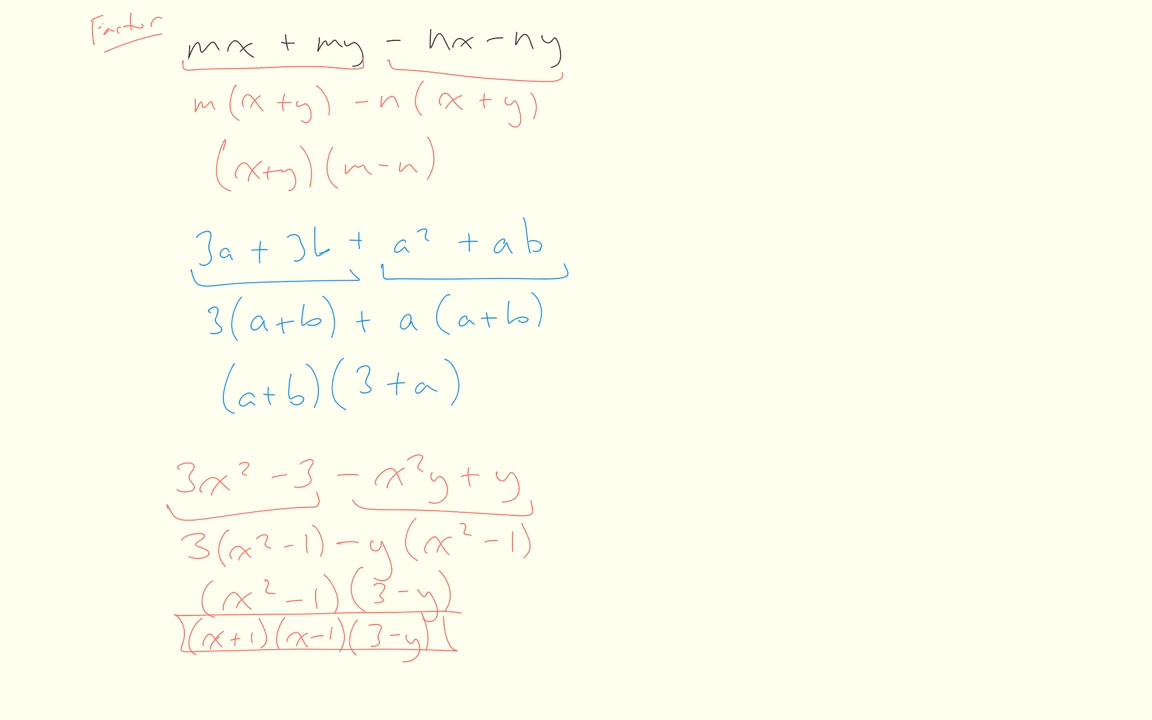 Factor
mx + my - nx - ny
m(x+y) - n(x+y)
(x+y)(m-n)
3a + 3b + a² + ab
3(a+b) + a(a+b)
(a+b)(3+a)
3x² - 3 - x²y + y
3(x²-1) - y(x²-1)
(x²-1)(3-y)
(x+1)(x-1)(3-y)